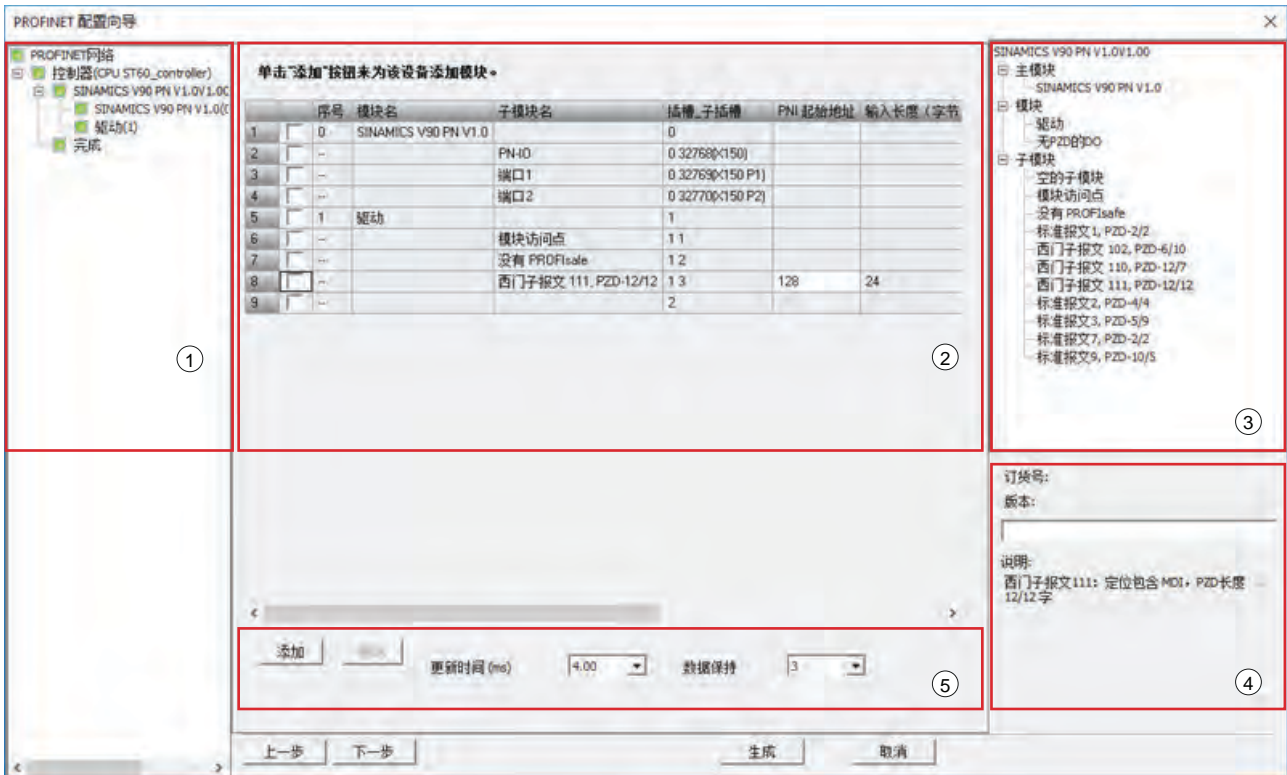 PROFINET 配置向导
PROFINET网络
控制器(CPU ST60_controller)
SINAMICS V90 PN V1.0V1.0C
SINAMICS V90 PN V1.0(0
驱动(1)
完成
①
单击"添加"按钮来为该设备添加模块。
序号 模块名 子模块名 插槽_子插槽 PNI 起始地址 输入长度（字节
1 0 SINAMICS V90 PN V1.0 0
2 -- PN-IO 0 32768(X150)
3 -- 端口1 0 32769(X150 P1)
4 -- 端口2 0 32770(X150 P2)
5 1 驱动 1
6 -- 模块访问点 1 1
7 -- 没有 PROFIsafe 1 2
8 -- 西门子报文 111, PZD-12/12 1 3 128 24
9 -- 2
②
SINAMICS V90 PN V1.0V1.00
主模块
SINAMICS V90 PN V1.0
模块
驱动
无PZD的DO
子模块
空的子模块
模块访问点
没有 PROFIsafe
标准报文1, PZD-2/2
西门子报文 102, PZD-6/10
西门子报文 110, PZD-12/7
西门子报文 111, PZD-12/12
标准报文2, PZD-4/4
标准报文3, PZD-5/9
标准报文7, PZD-2/2
标准报文9, PZD-10/5
③
订货号:
版本:
说明:
西门子报文111：定位包含 MDI，PZD长度
12/12 字
④
添加
更新时间 (ms) 4.00 数据保持 3
⑤
上一步 下一步 生成 取消